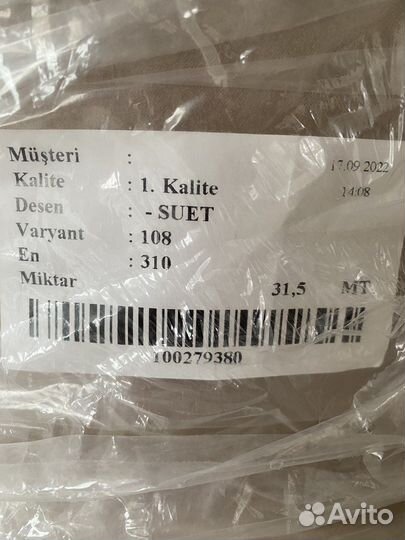 Müşteri :
17.09.2022
Kalite : 1. Kalite
14:08
Desen : - SUET
Varyant : 108
En : 310
Miktar 31,5 MT
100279380
Avito